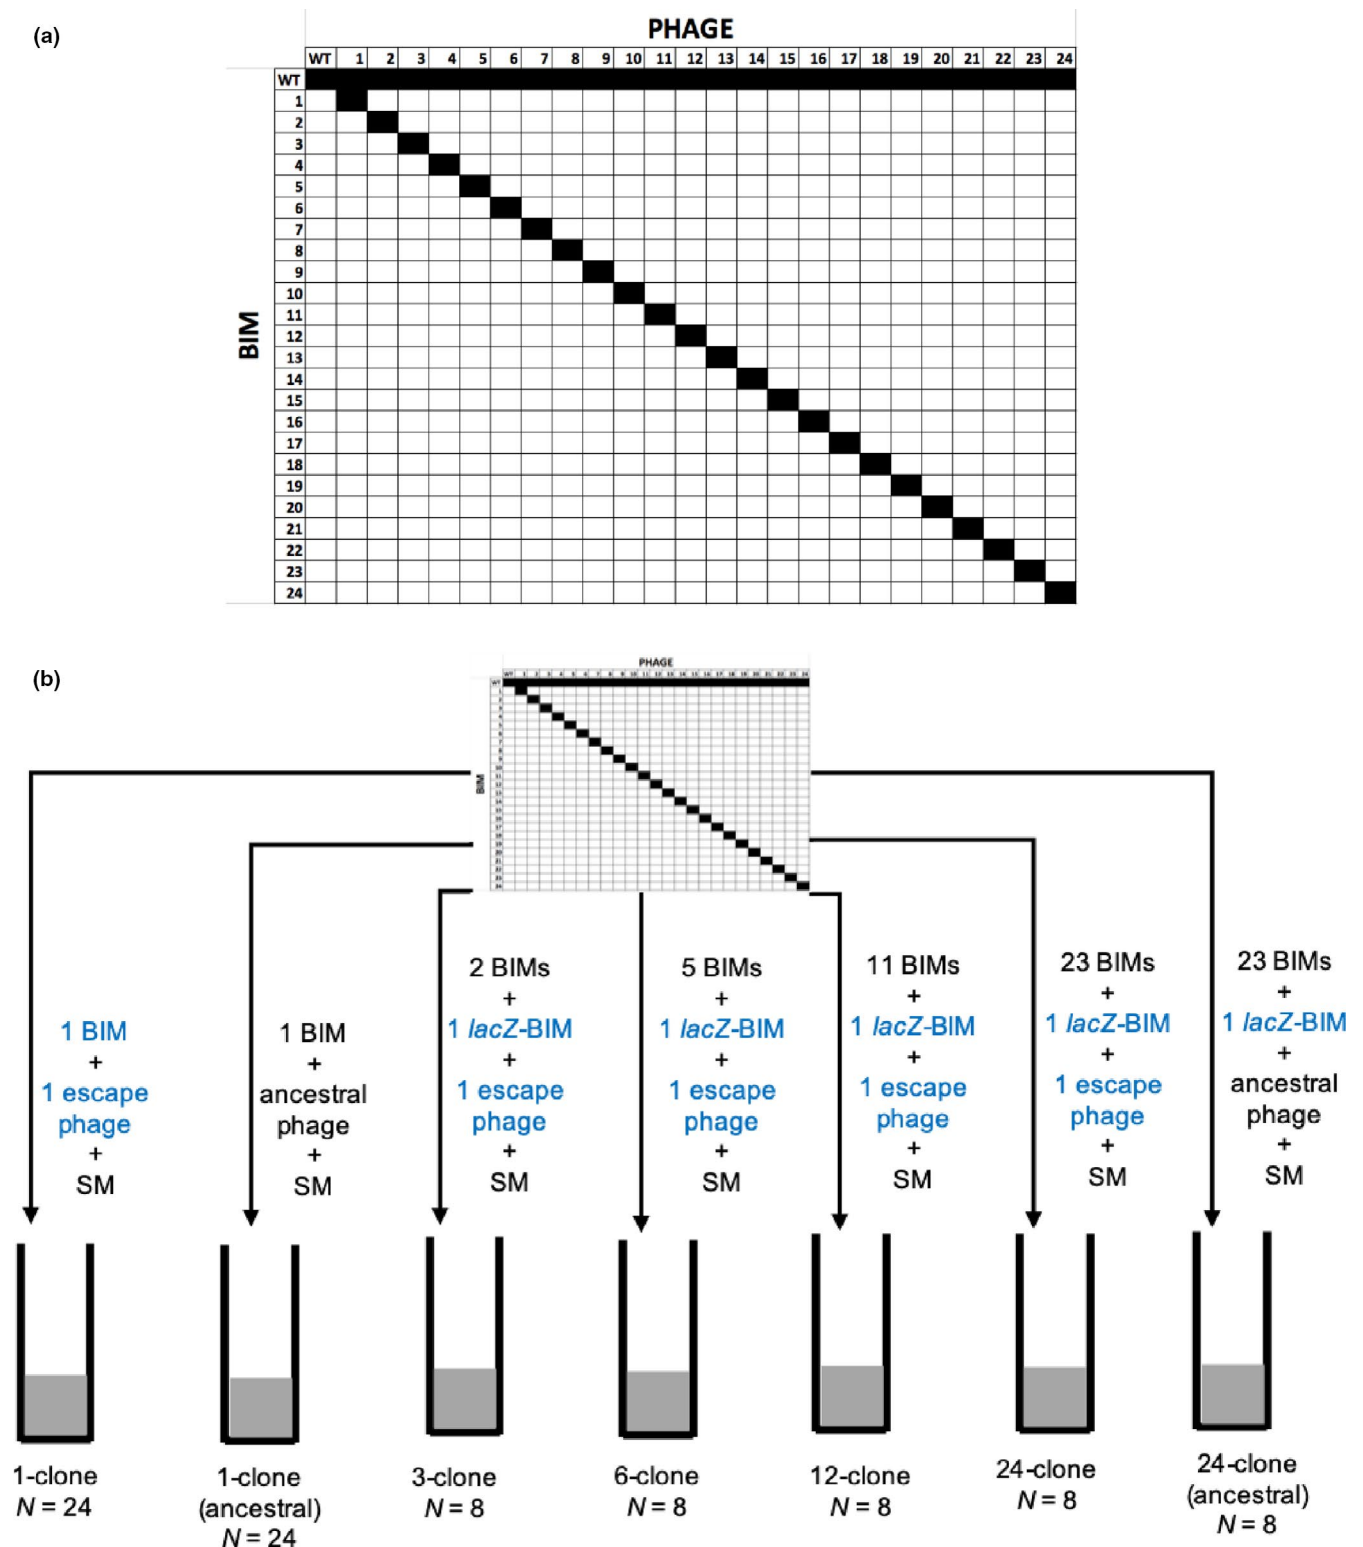 (a)
PHAGE
WT 1 2 3 4 5 6 7 8 9 10 11 12 13 14 15 16 17 18 19 20 21 22 23 24
BIM
WT
1
2
3
4
5
6
7
8
9
10
11
12
13
14
15
16
17
18
19
20
21
22
23
24
(b)
PHAGE
BIM
1 BIM
+
1 escape
phage
+
SM
1 BIM
+
ancestral
phage
+
SM
2 BIMs
+
1 lacZ-BIM
+
1 escape
phage
+
SM
5 BIMs
+
1 lacZ-BIM
+
1 escape
phage
+
SM
11 BIMs
+
1 lacZ-BIM
+
1 escape
phage
+
SM
23 BIMs
+
1 lacZ-BIM
+
1 escape
phage
+
SM
23 BIMs
+
1 lacZ-BIM
+
ancestral
phage
+
SM
1-clone
N = 24
1-clone
(ancestral)
N = 24
3-clone
N = 8
6-clone
N = 8
12-clone
N = 8
24-clone
N = 8
24-clone
(ancestral)
N = 8